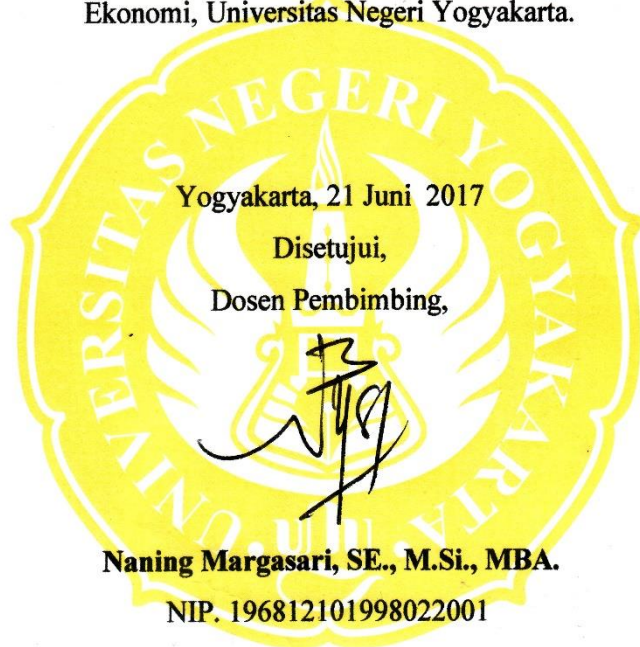 Ekonomi, Universitas Negeri Yogyakarta.
UNIVERSITAS NEGERI YOGYAKARTA
Yogyakarta, 21 Juni 2017
Disetujui,
Dosen Pembimbing,
Naning Margasari, SE., M.Si., MBA.
NIP. 196812101998022001